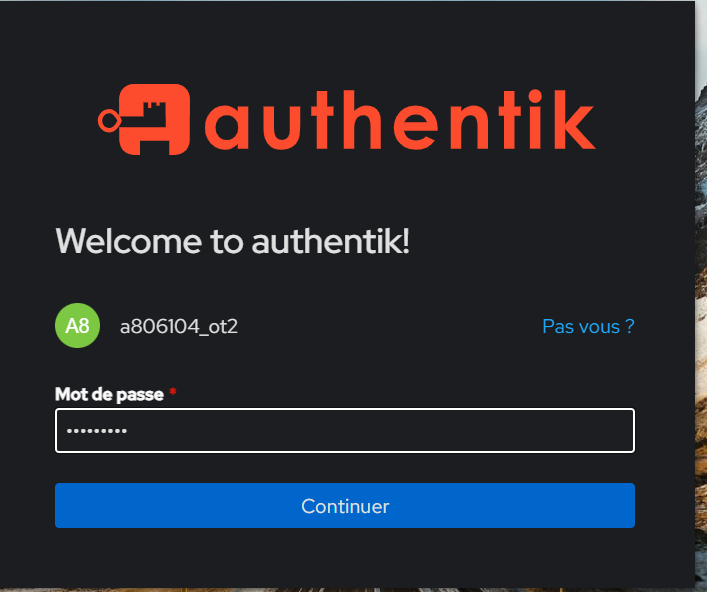 authentik
Welcome to authentik!
A8 a806104_ot2 Pas vous ?
Mot de passe *
•••••••••
Continuer